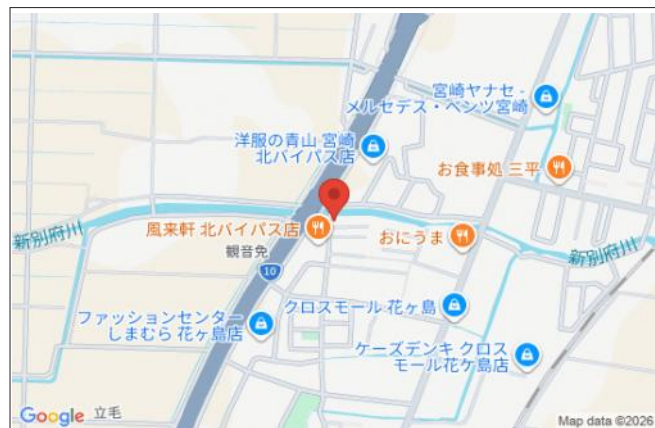 宮崎ヤナセ -
メルセデス・ベンツ宮崎
洋服の青山 宮崎
北バイパス店
お食事処 三平
風来軒 北バイパス店
おにうま
新別府川
新別府川
観音免
10
クロスモール 花ヶ島
ファッションセンター
しまむら 花ヶ島店
ケーズデンキ クロス
モール花ケ島店
Google
立毛
Map data ©2026